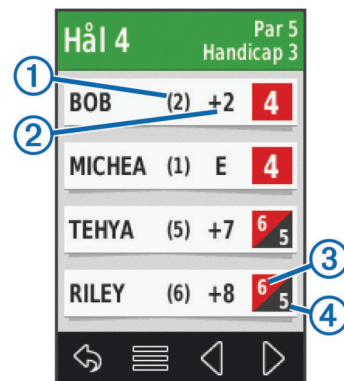 Hål 4
Par 5
Handicap 3
① BOB (2) +2 4
②
MICHEA (1) E 4
TEHYA (5) +7 6/5
③
RILEY (6) +8 6/5
④